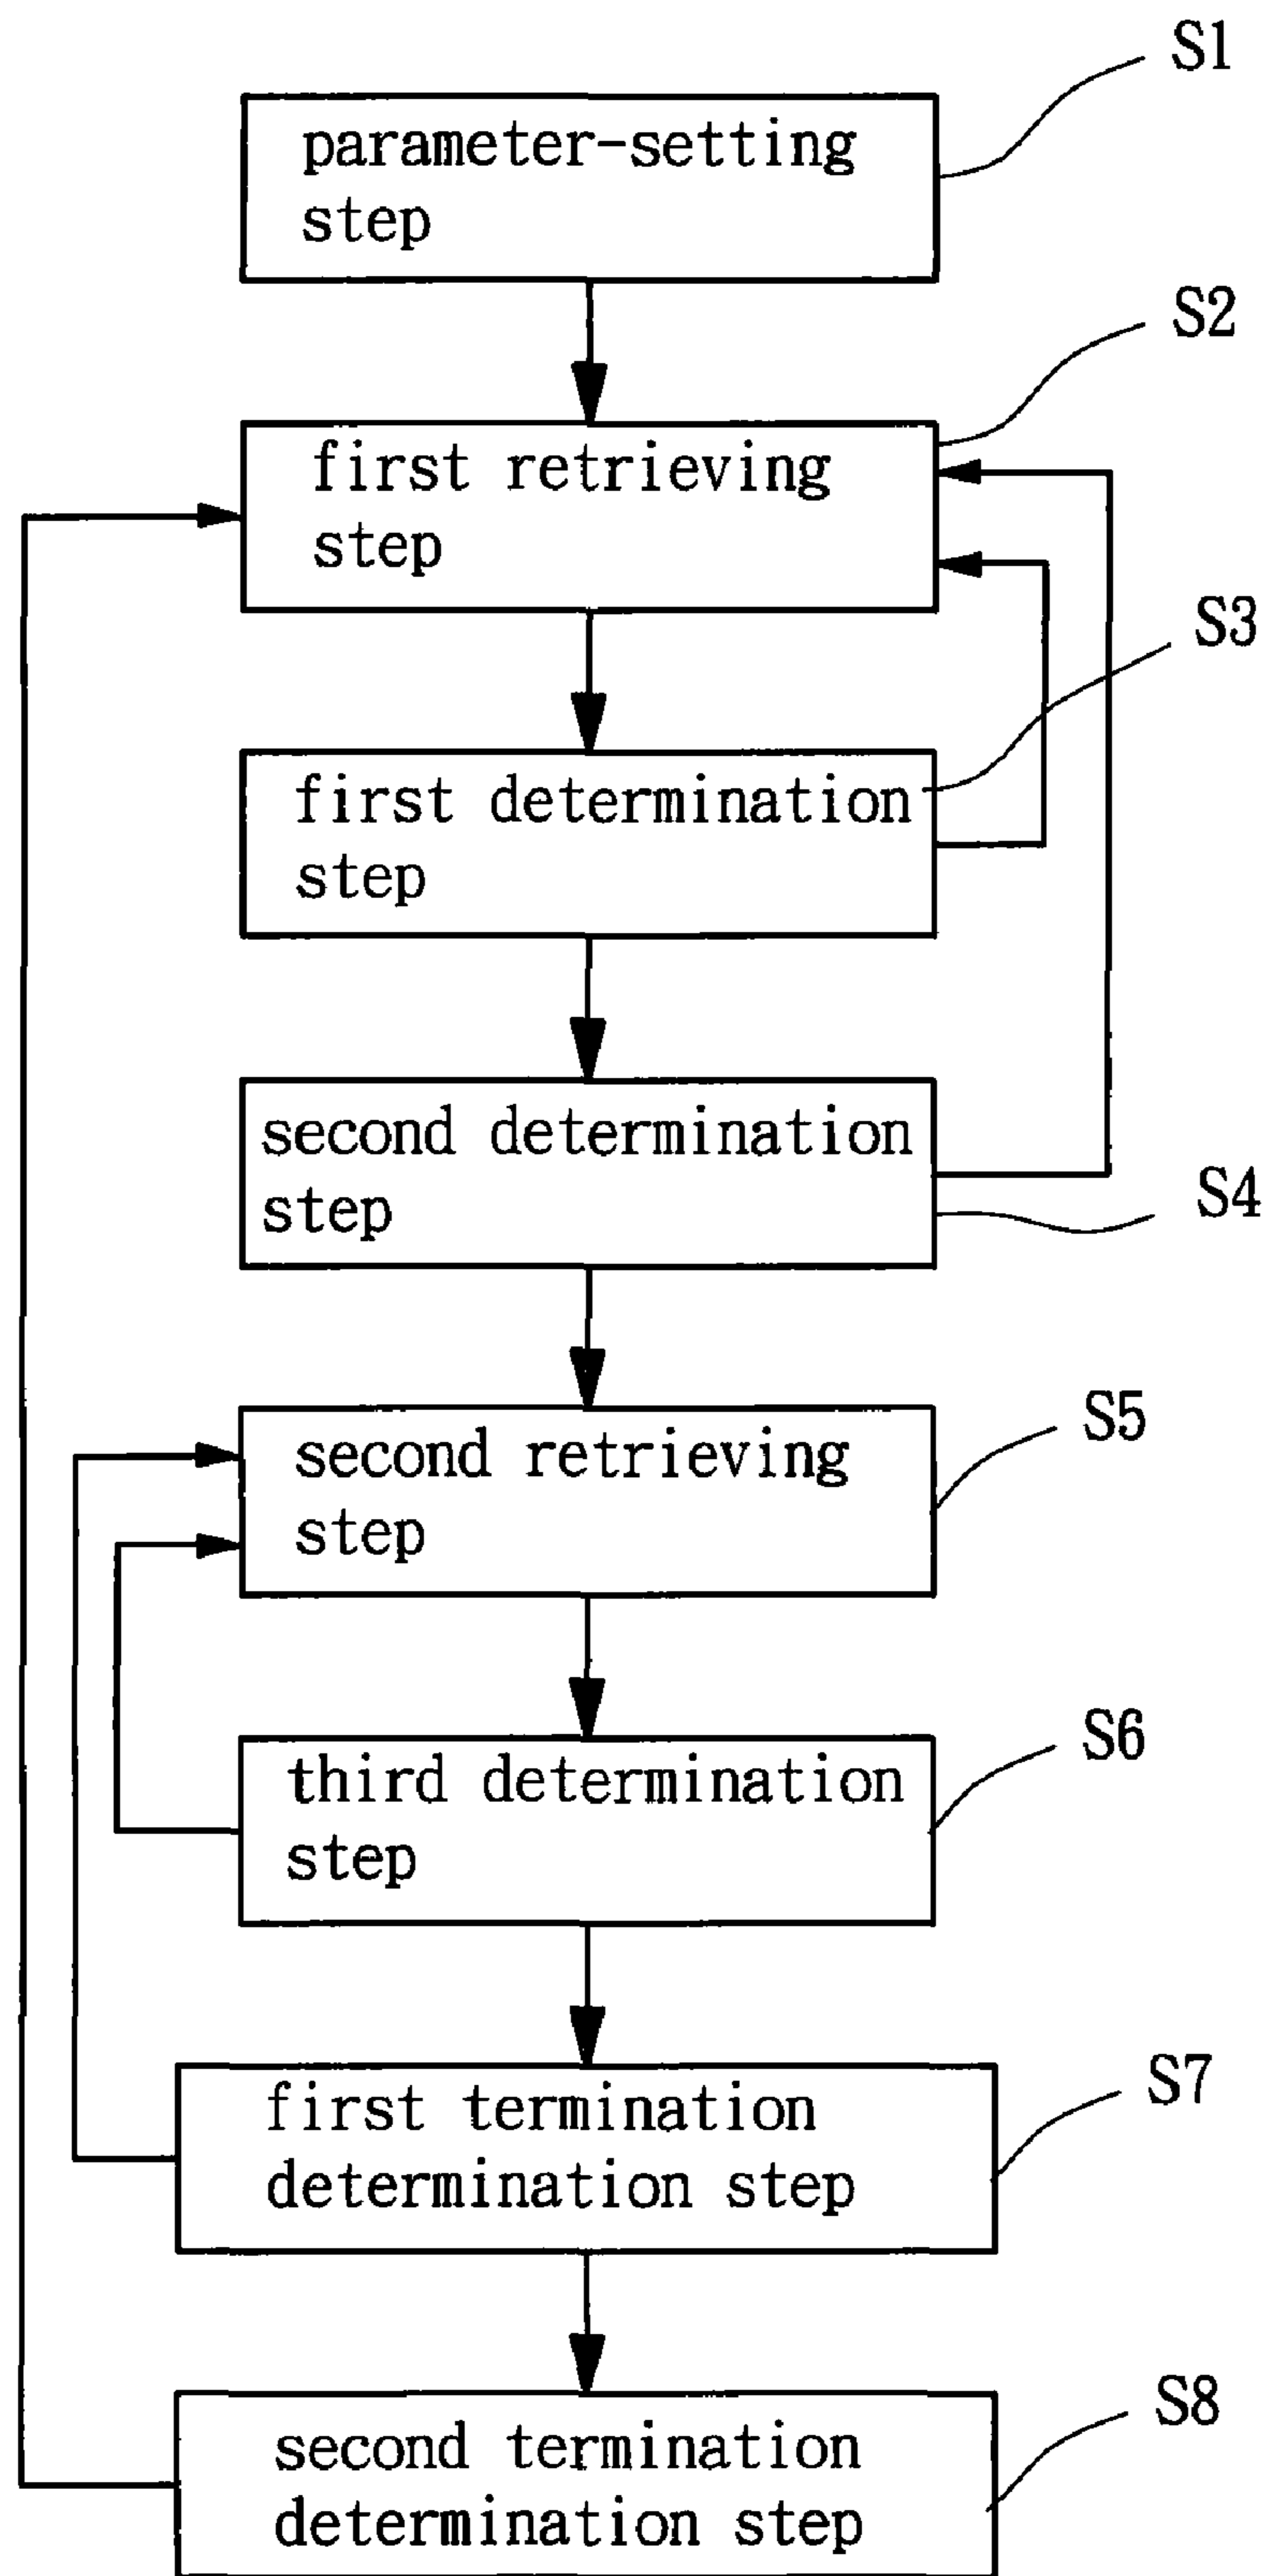 S1
parameter-setting
step
S2
first retrieving
step
S3
first determination
step
second determination
step
S4
S5
second retrieving
step
S6
third determination
step
S7
first termination
determination step
S8
second termination
determination step